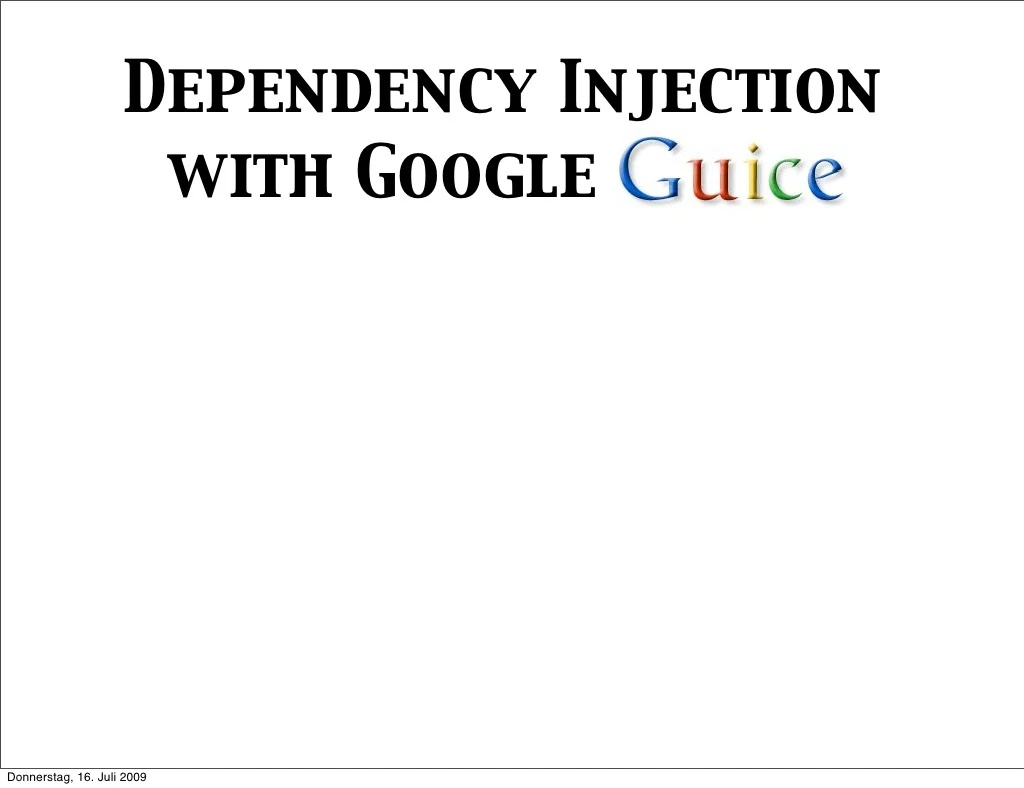 Dependency Injection
with Google Guice
Donnerstag, 16. Juli 2009